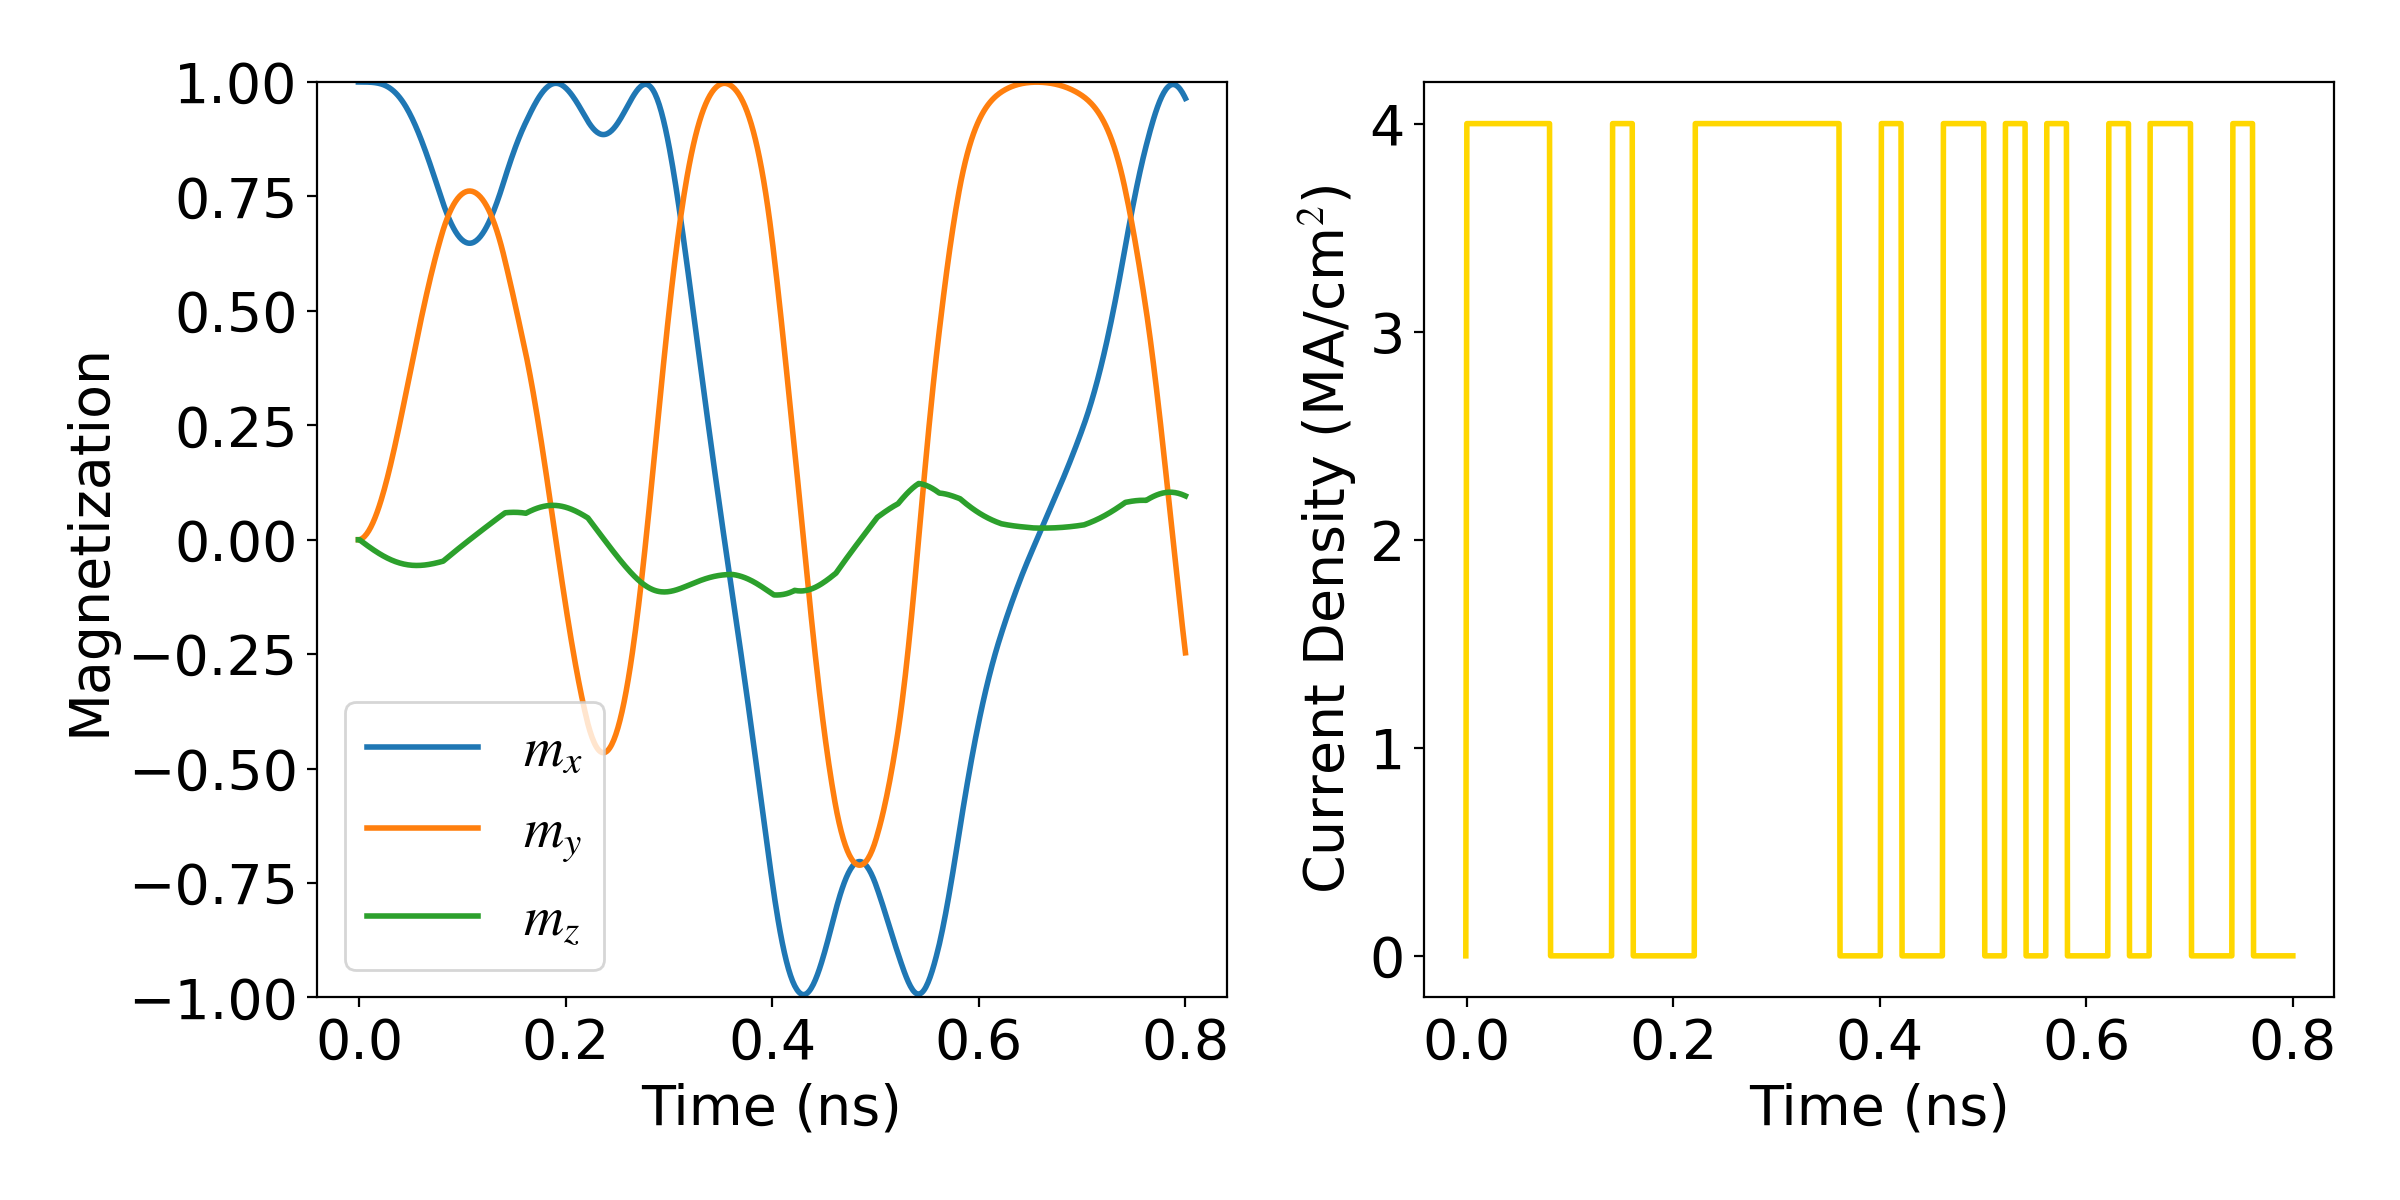 1.00
0.75
0.50
0.25
0.00
−0.25
−0.50
−0.75
−1.00
Magnetization
m_x
m_y
m_z
0.0 0.2 0.4 0.6 0.8
Time (ns)
4
3
2
1
0
Current Density (MA/cm²)
0.0 0.2 0.4 0.6 0.8
Time (ns)